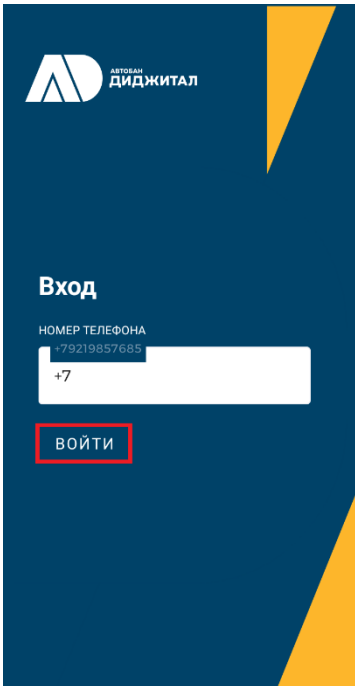 АВТОБАН
ДИДЖИТАЛ
Вход
НОМЕР ТЕЛЕФОНА
+79219857685
+7
ВОЙТИ